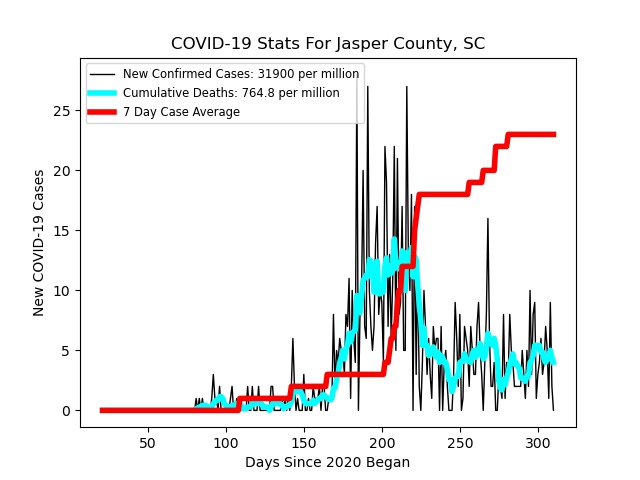 COVID-19 Stats For Jasper County, SC
New Confirmed Cases: 31900 per million
Cumulative Deaths: 764.8 per million
7 Day Case Average
New COVID-19 Cases
25
20
15
10
5
0
50 100 150 200 250 300
Days Since 2020 Began